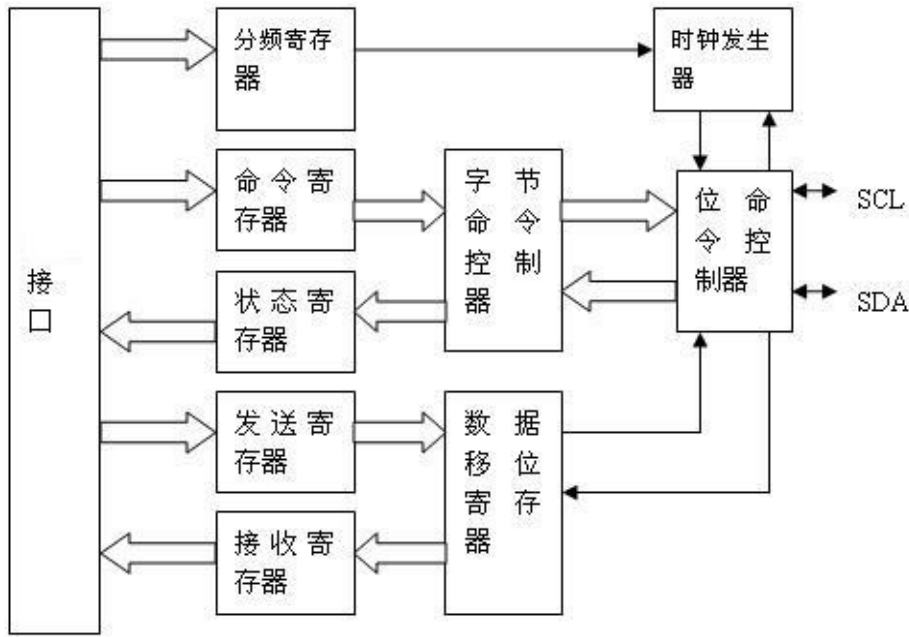 接
口
分频寄存
器
时钟发生
器
命令寄
存器
字节
命令
控制
器
位命
令控
制器
SCL
SDA
状态寄
存器
发送寄
存器
数据
移位
寄存
器
接收寄
存器